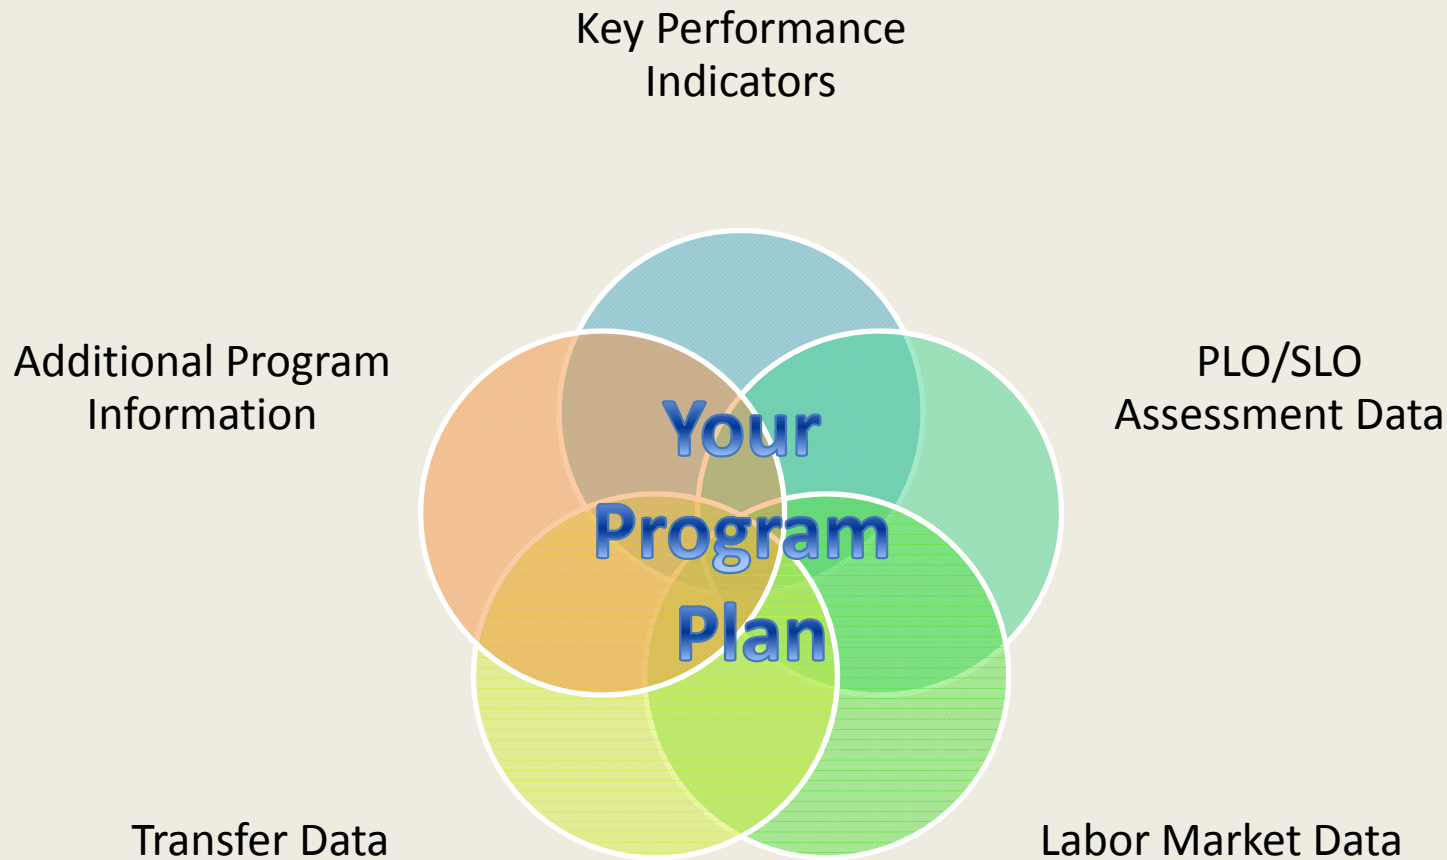 Key Performance
Indicators
Additional Program
Information
PLO/SLO
Assessment Data
Your
Program
Plan
Transfer Data
Labor Market Data